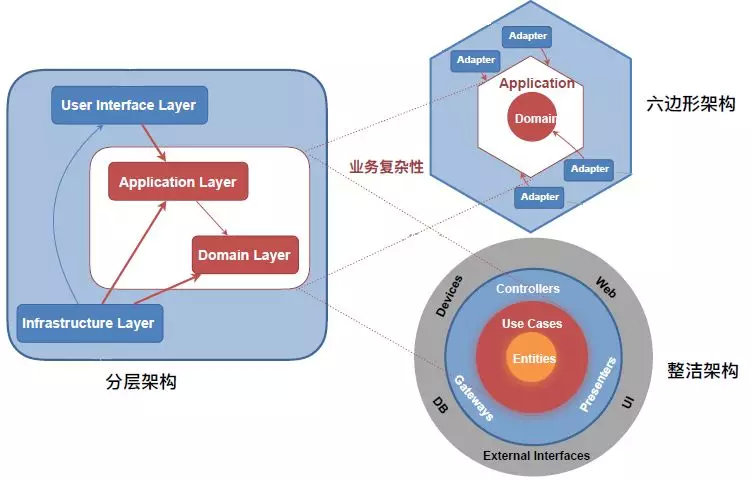 User Interface Layer
Application Layer
Domain Layer
Infrastructure Layer
分层架构
业务复杂性
Adapter
Adapter
Adapter
Application
Domain
Adapter
Adapter
六边形架构
Devices
Web
Controllers
Use Cases
Entities
Gateways
Presenters
DB
UI
External Interfaces
整洁架构